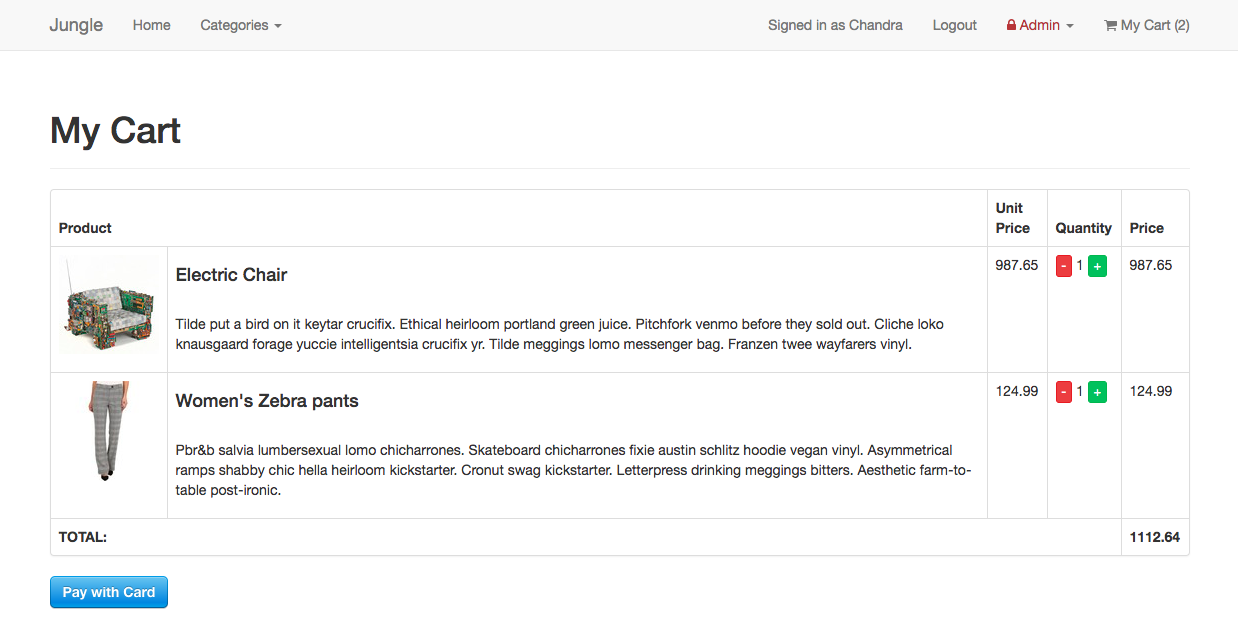 Jungle Home Categories Signed in as Chandra Logout Admin My Cart (2)
My Cart
Product Unit Price Quantity Price
Electric Chair 987.65 - 1 + 987.65
Tilde put a bird on it keytar crucifix. Ethical heirloom portland green juice. Pitchfork venmo before they sold out. Cliche loko
knausgaard forage yuccie intelligentsia crucifix yr. Tilde meggings lomo messenger bag. Franzen twee wayfarers vinyl.
Women's Zebra pants 124.99 - 1 + 124.99
Pbr&b salvia lumbersexual lomo chicharrones. Skateboard chicharrones fixie austin schlitz hoodie vegan vinyl. Asymmetrical
ramps shabby chic hella heirloom kickstarter. Cronut swag kickstarter. Letterpress drinking meggings bitters. Aesthetic farm-to-
table post-ironic.
TOTAL: 1112.64
Pay with Card